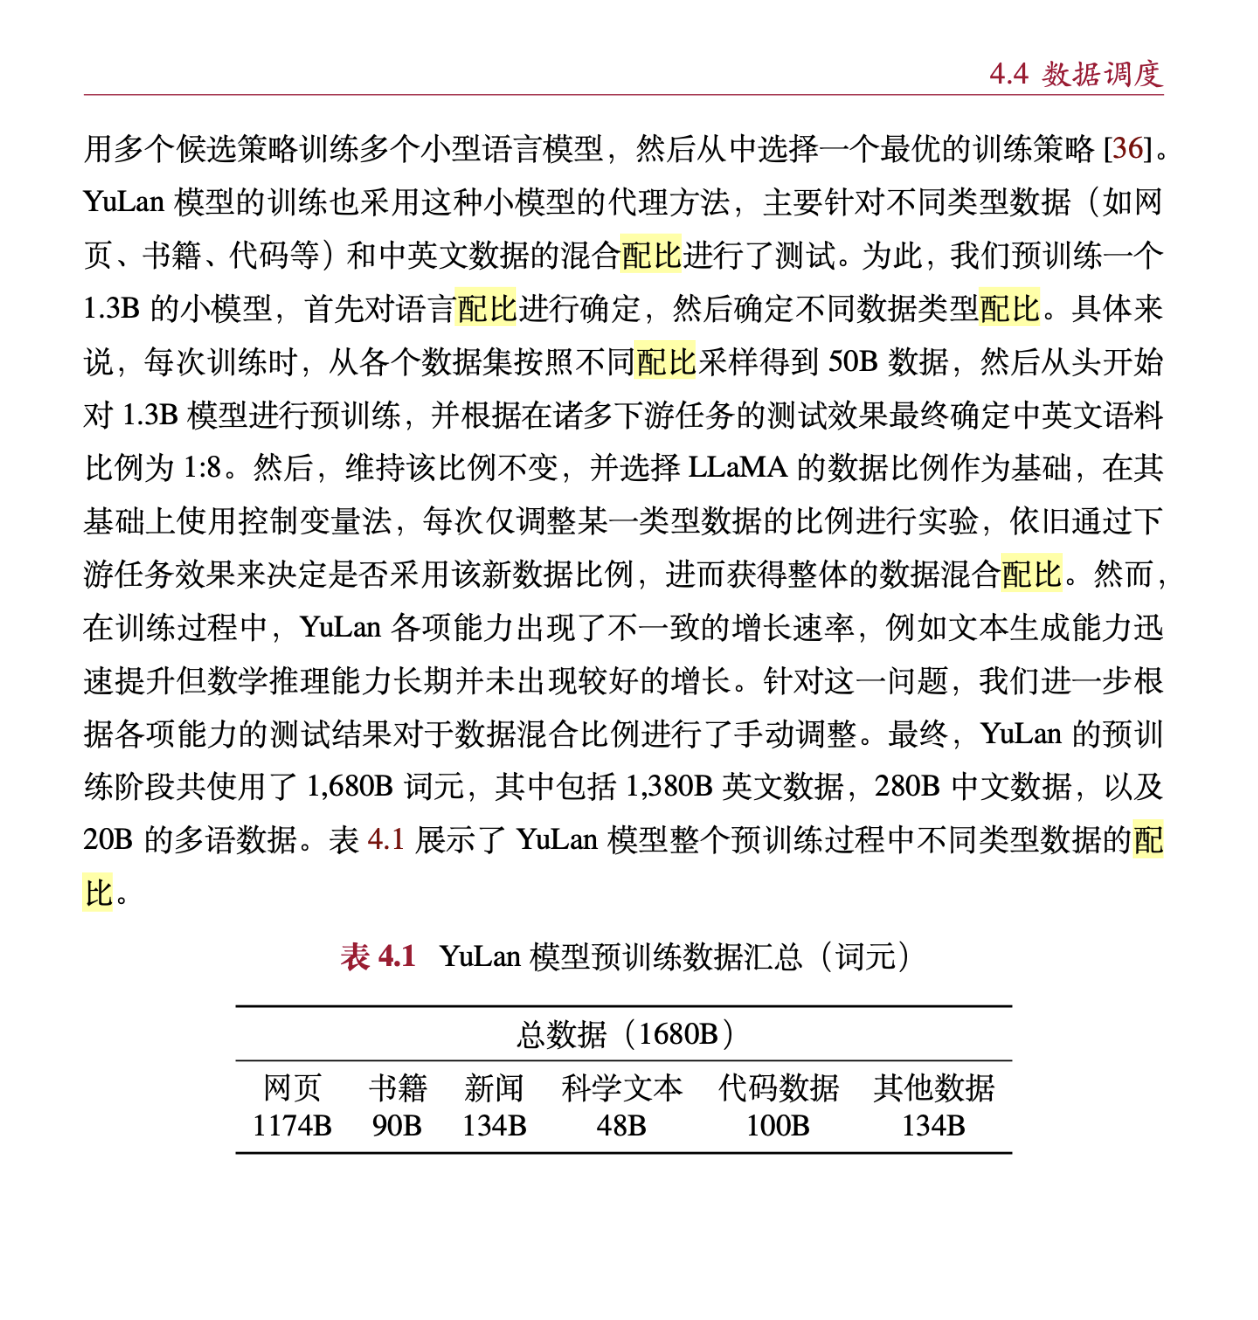 4.4 数据调度
用多个候选策略训练多个小型语言模型，然后从中选择一个最优的训练策略 [36]。
YuLan 模型的训练也采用这种小模型的代理方法，主要针对不同类型数据（如网
页、书籍、代码等）和中英文数据的混合配比进行了测试。为此，我们预训练一个
1.3B 的小模型，首先对语言配比进行确定，然后确定不同数据类型配比。具体来
说，每次训练时，从各个数据集按照不同配比采样得到 50B 数据，然后从头开始
对 1.3B 模型进行预训练，并根据在诸多下游任务的测试效果最终确定中英文语料
比例为 1:8。然后，维持该比例不变，并选择 LLaMA 的数据比例作为基础，在其
基础上使用控制变量法，每次仅调整某一类型数据的比例进行实验，依旧通过下
游任务效果来决定是否采用该新数据比例，进而获得整体的数据混合配比。然而，
在训练过程中，YuLan 各项能力出现了不一致的增长速率，例如文本生成能力迅
速提升但数学推理能力长期并未出现较好的增长。针对这一问题，我们进一步根
据各项能力的测试结果对于数据混合比例进行了手动调整。最终，YuLan 的预训
练阶段共使用了 1,680B 词元，其中包括 1,380B 英文数据，280B 中文数据，以及
20B 的多语数据。表 4.1 展示了 YuLan 模型整个预训练过程中不同类型数据的配
比。
表 4.1 YuLan 模型预训练数据汇总（词元）
总数据（1680B）
网页 书籍 新闻 科学文本 代码数据 其他数据
1174B 90B 134B 48B 100B 134B